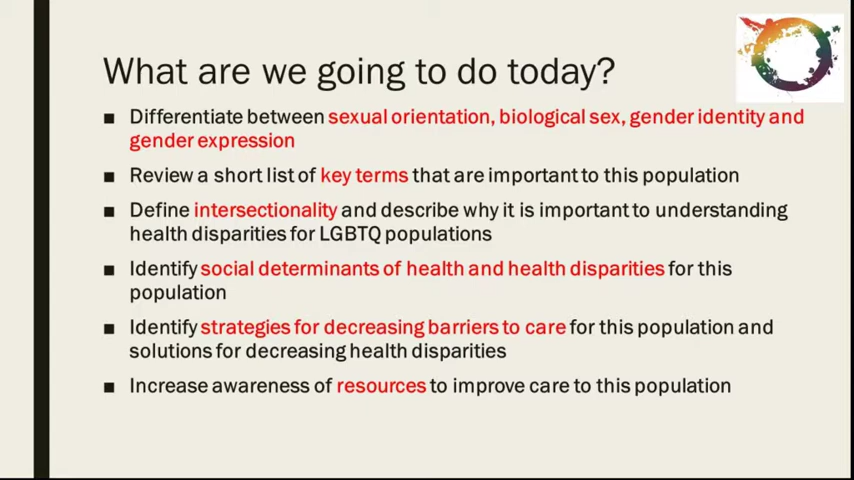 What are we going to do today?
■ Differentiate between sexual orientation, biological sex, gender identity and
gender expression
■ Review a short list of key terms that are important to this population
■ Define intersectionality and describe why it is important to understanding
health disparities for LGBTQ populations
■ Identify social determinants of health and health disparities for this
population
■ Identify strategies for decreasing barriers to care for this population and
solutions for decreasing health disparities
■ Increase awareness of resources to improve care to this population